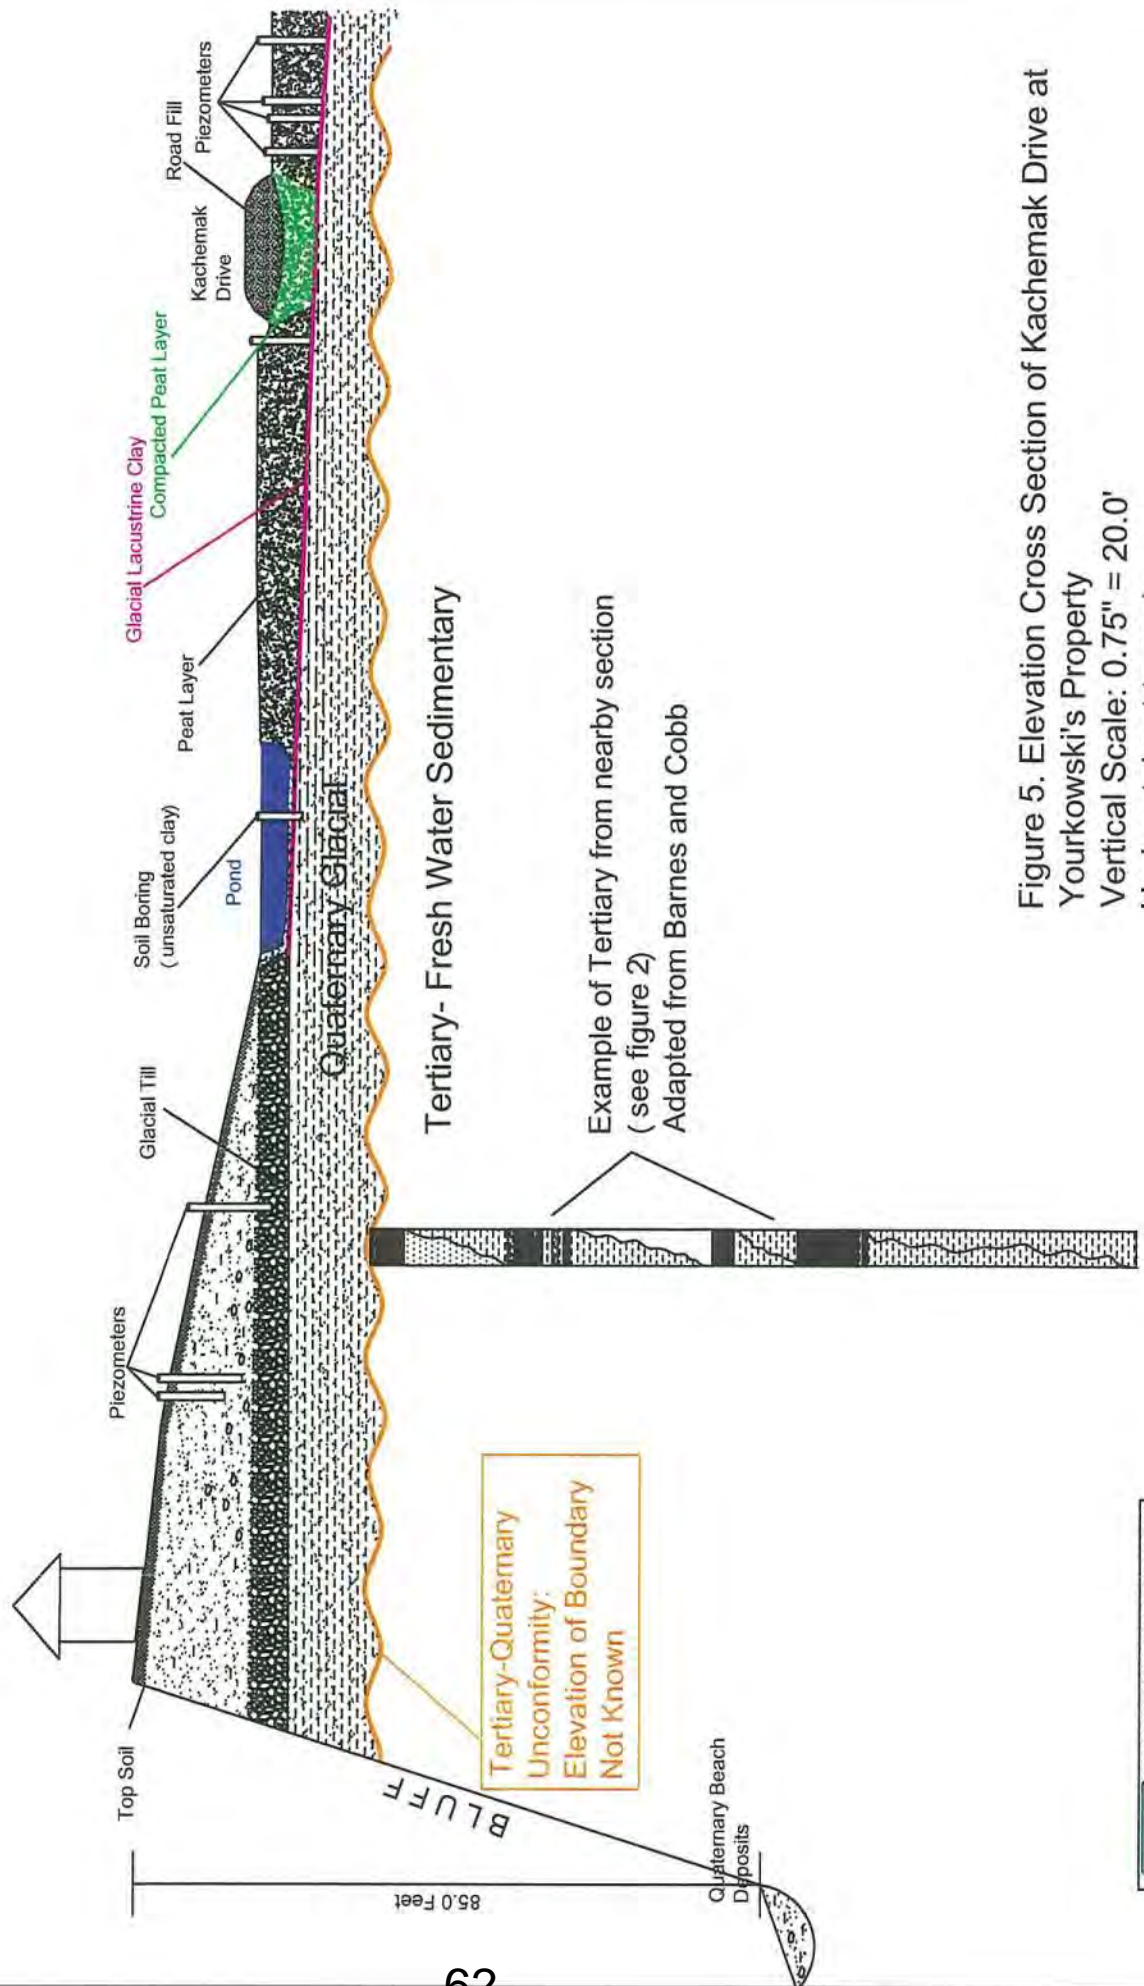 Top Soil
Piezometers
Glacial Till
Soil Boring
(unsaturated clay)
Pond
Peat Layer
Glacial Lacustrine Clay
Compacted Peat Layer
Kachemak
Drive
Road Fill
Piezometers
Quaternary Glacial
Tertiary- Fresh Water Sedimentary
Example of Tertiary from nearby section
(see figure 2)
Adapted from Barnes and Cobb
Tertiary-Quaternary
Unconformity:
Elevation of Boundary
Not Known
BLUFF
85.0 Feet
Quaternary Beach
Deposits
Figure 5. Elevation Cross Section of Kachemak Drive at
Yourkowski's Property
Vertical Scale: 0.75" = 20.0'
62